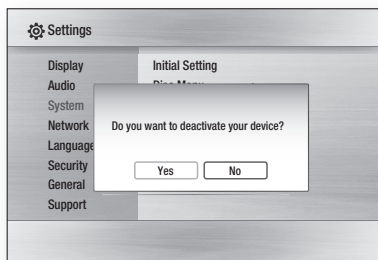 Settings
Display
Audio
System
Network
Language
Security
General
Support
Initial Setting
Do you want to deactivate your device?
Yes
No